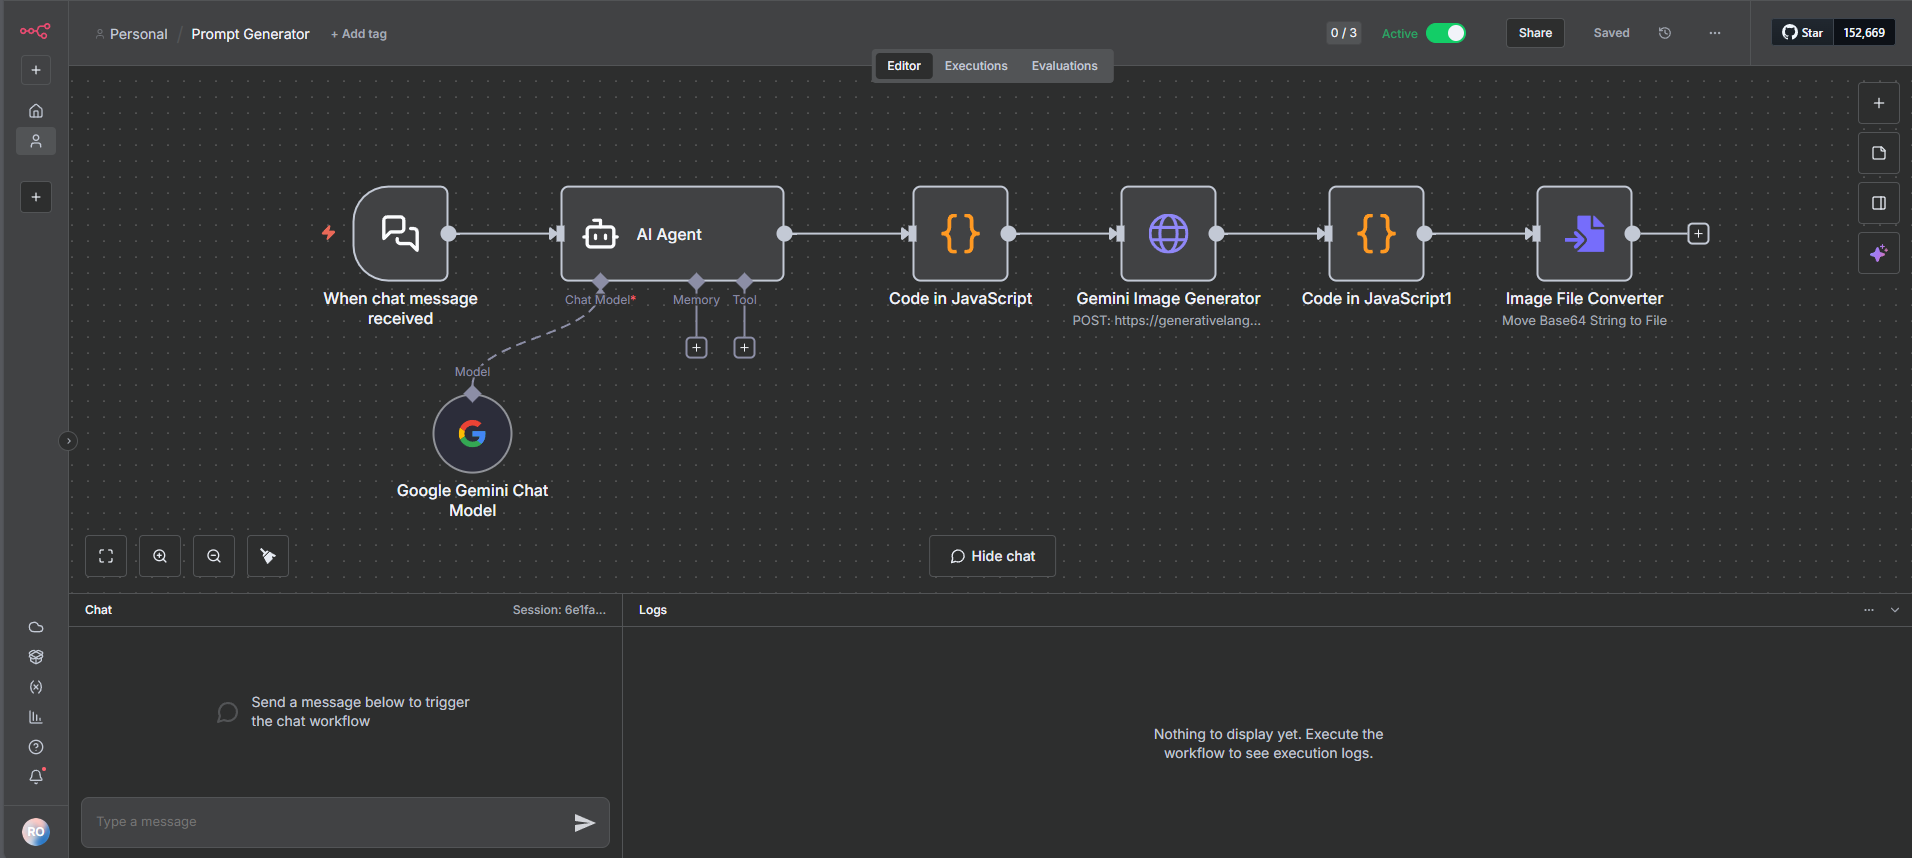 Personal / Prompt Generator + Add tag
0 / 3
Active
Share
Saved
Star 152,669
Editor Executions Evaluations
When chat message
received
AI Agent
Chat Model*
Memory
Tool
Model
Google Gemini Chat
Model
Code in JavaScript
Gemini Image Generator
POST: https://generativelang...
Code in JavaScript1
Image File Converter
Move Base64 String to File
Hide chat
Chat
Session: 6e1fa...
Send a message below to trigger
the chat workflow
Type a message
Logs
Nothing to display yet. Execute the
workflow to see execution logs.
RO